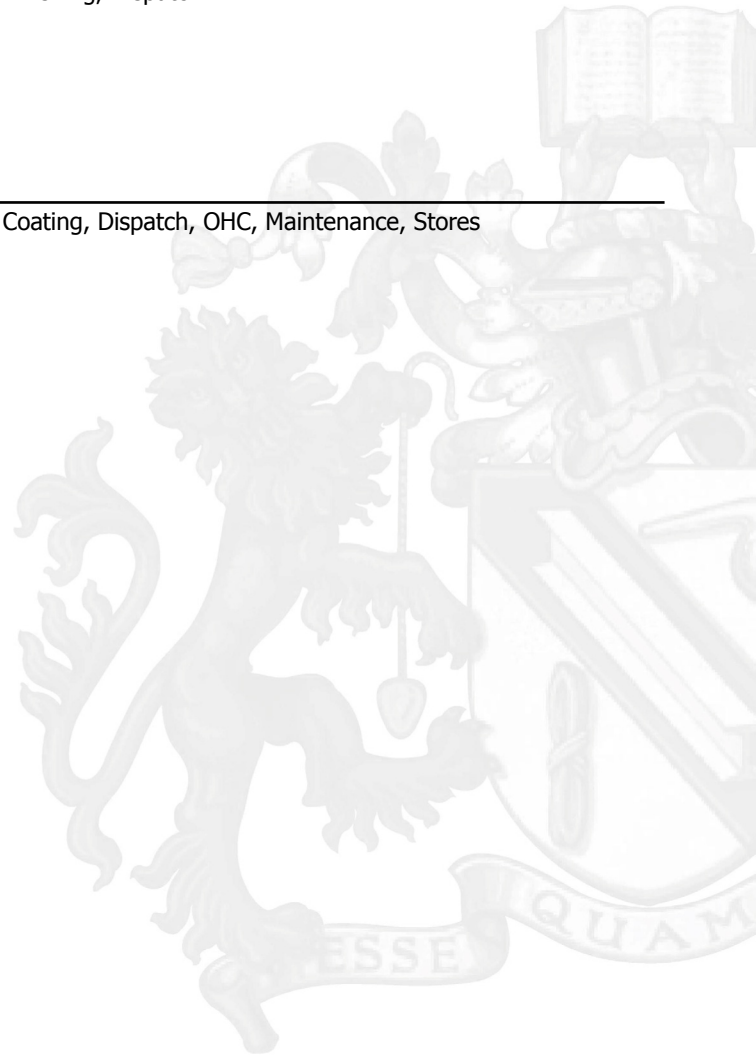 Coating, Dispatch, OHC, Maintenance, Stores
ESSE
QUAM